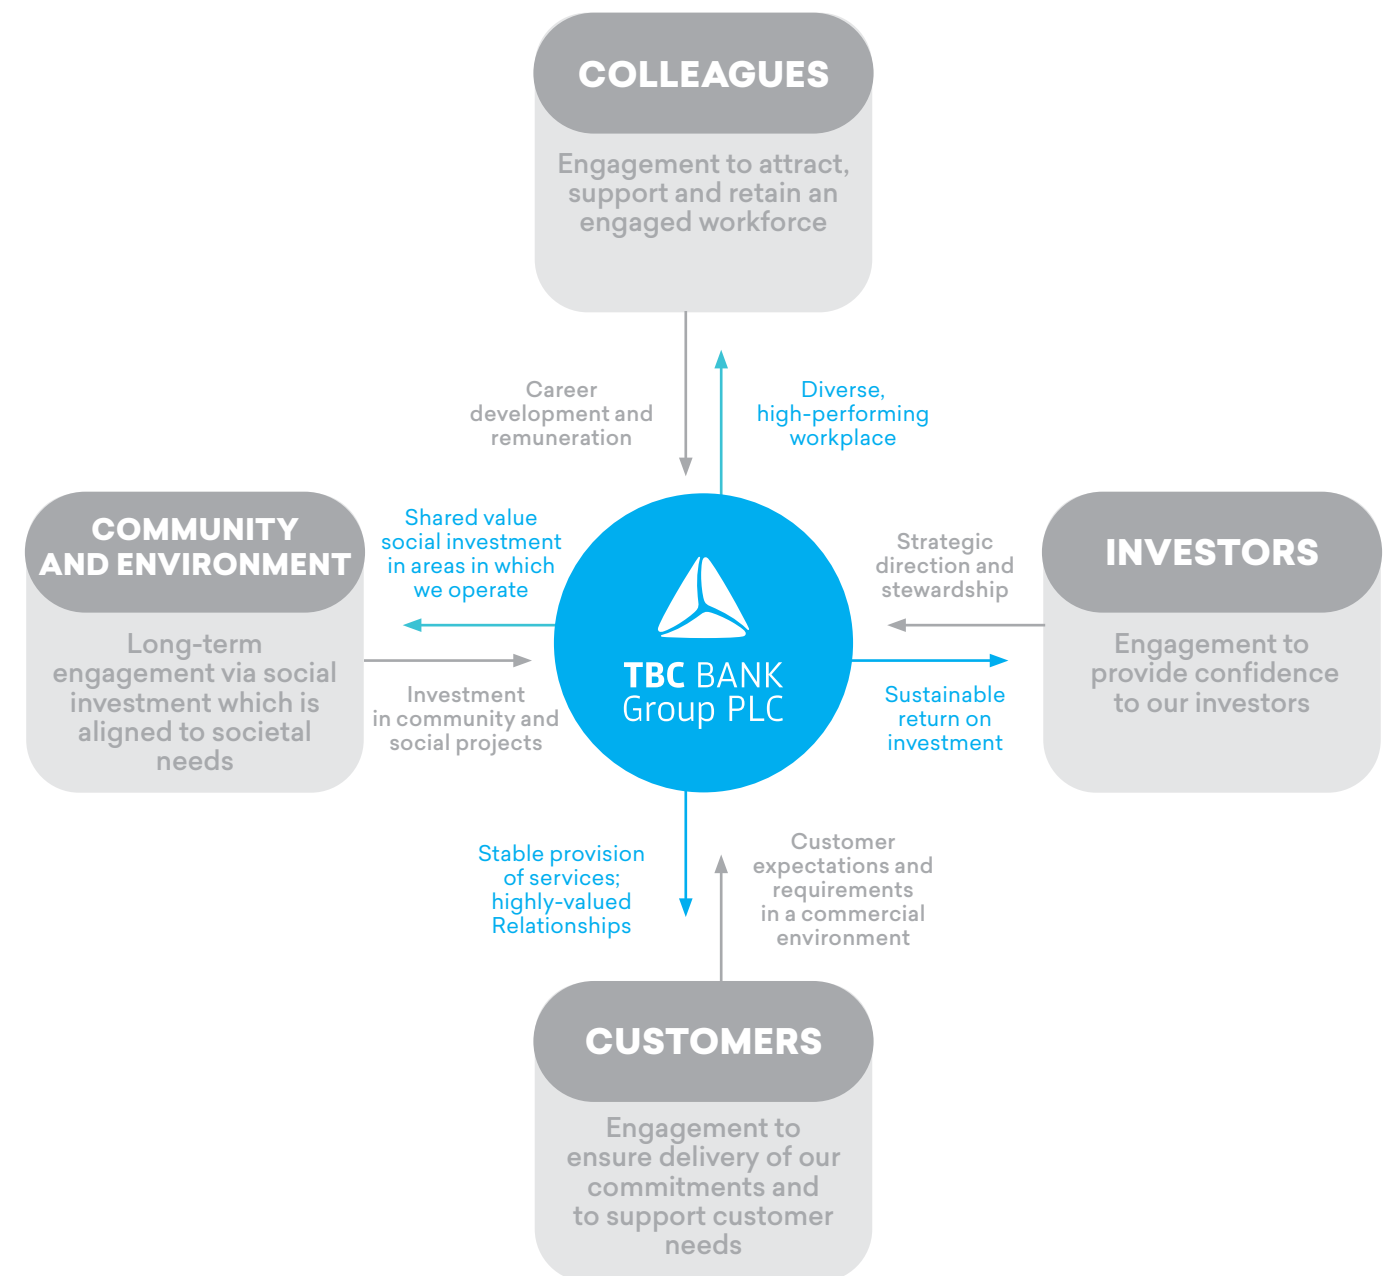 COLLEAGUES
Engagement to attract,
support and retain an
engaged workforce
Career
development and
remuneration
Diverse,
high-performing
workplace
COMMUNITY
AND ENVIRONMENT
Long-term
engagement via social
investment which is
aligned to societal
needs
Shared value
social investment
in areas in which
we operate
Investment
in community and
social projects
TBC BANK
Group PLC
Strategic
direction and
stewardship
Sustainable
return on
investment
INVESTORS
Engagement to
provide confidence
to our investors
Stable provision
of services;
highly-valued
Relationships
Customer
expectations and
requirements
in a commercial
environment
CUSTOMERS
Engagement to
ensure delivery of our
commitments and
to support customer
needs